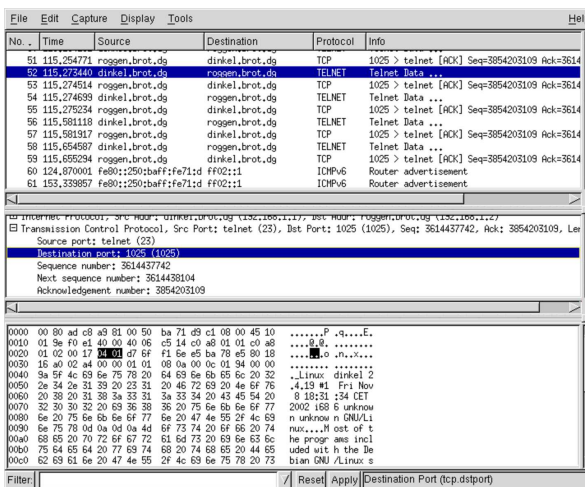 File Edit Capture Display Tools Hel
No. . Time Source Destination Protocol Info
51 115.254771 roggen.brot.dg dinkel.brot.dg TCP 1025 > telnet [ACK] Seq=3854203109 Ack=3614
52 115.273440 dinkel.brot.dg roggen.brot.dg TELNET Telnet Data ...
53 115.274514 roggen.brot.dg dinkel.brot.dg TCP 1025 > telnet [ACK] Seq=3854203109 Ack=3614
54 115.274699 dinkel.brot.dg roggen.brot.dg TELNET Telnet Data ...
55 115.275234 roggen.brot.dg dinkel.brot.dg TCP 1025 > telnet [ACK] Seq=3854203109 Ack=3614
56 115.581118 dinkel.brot.dg roggen.brot.dg TELNET Telnet Data ...
57 115.581917 roggen.brot.dg dinkel.brot.dg TCP 1025 > telnet [ACK] Seq=3854203109 Ack=3614
58 115.654587 dinkel.brot.dg roggen.brot.dg TELNET Telnet Data ...
59 115.655294 roggen.brot.dg dinkel.brot.dg TCP 1025 > telnet [ACK] Seq=3854203109 Ack=3614
60 124.870001 fe80::250:baff:fe71:d ff02::1 ICMPv6 Router advertisement
61 153.339857 fe80::250:baff:fe71:d ff02::1 ICMPv6 Router advertisement
Internet Protocol, Src Addr: dinkel.brot.dg (192.168.1.1), Dst Addr: roggen.brot.dg (192.168.1.2)
Transmission Control Protocol, Src Port: telnet (23), Dst Port: 1025 (1025), Seq: 3614437742, Ack: 3854203109, Ler
Source port: telnet (23)
Destination port: 1025 (1025)
Sequence number: 3614437742
Next sequence number: 3614438104
Acknowledgement number: 3854203109
0000 00 80 ad c8 a9 81 00 50 ba 71 d9 c1 08 00 45 10 .......P .q....E.
0010 01 9e f0 e1 40 00 40 06 c5 14 c0 a8 01 01 c0 a8 ....@.@. ........
0020 01 02 00 17 04 01 d7 6f f1 6e e5 ba 78 e5 80 18 .......o .n..x...
0030 16 a0 02 a4 00 00 01 01 08 0a 00 0c 01 94 00 00 ........ ........
0040 9a 5f 4c 69 6e 75 78 20 64 69 6e 6b 65 6c 20 32 ._Linux dinkel 2
0050 2e 34 2e 31 39 20 23 31 20 46 72 69 20 4e 6f 76 .4.19 #1 Fri Nov
0060 20 38 20 31 38 3a 33 31 3a 33 34 20 43 45 54 20 8 18:31 :34 CET
0070 32 30 30 32 20 69 36 38 36 20 75 6e 6b 6e 6f 77 2002 i68 6 unknow
0080 6e 20 75 6e 6b 6e 6f 77 6e 20 47 4e 55 2f 4c 69 n unknow n GNU/Li
0090 6e 75 78 0d 0a 0d 0a 4d 6f 73 74 20 6f 66 20 74 nux....M ost of t
00a0 68 65 20 70 72 6f 67 72 61 6d 73 20 69 6e 63 6c he progr ams incl
00b0 75 64 65 64 20 77 69 74 68 20 74 68 65 20 44 65 uded wit h the De
00c0 62 69 61 6e 20 47 4e 55 2f 4c 69 6e 75 78 20 73 bian GNU /Linux s
Filter: Reset Apply Destination Port (tcp.dstport)